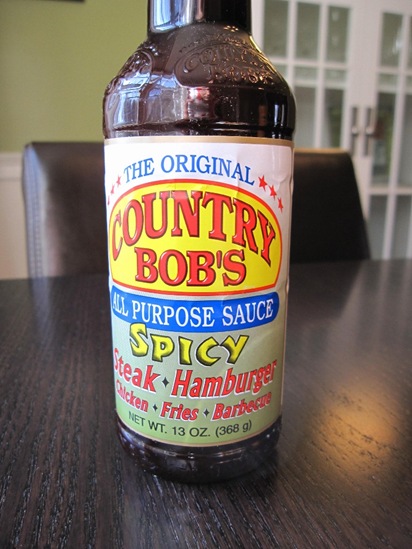 THE ORIGINAL
COUNTRY
BOB'S
ALL PURPOSE SAUCE
SPICY
Steak • Hamburger
Chicken • Fries • Barbecue
NET WT. 13 OZ. (368 g)